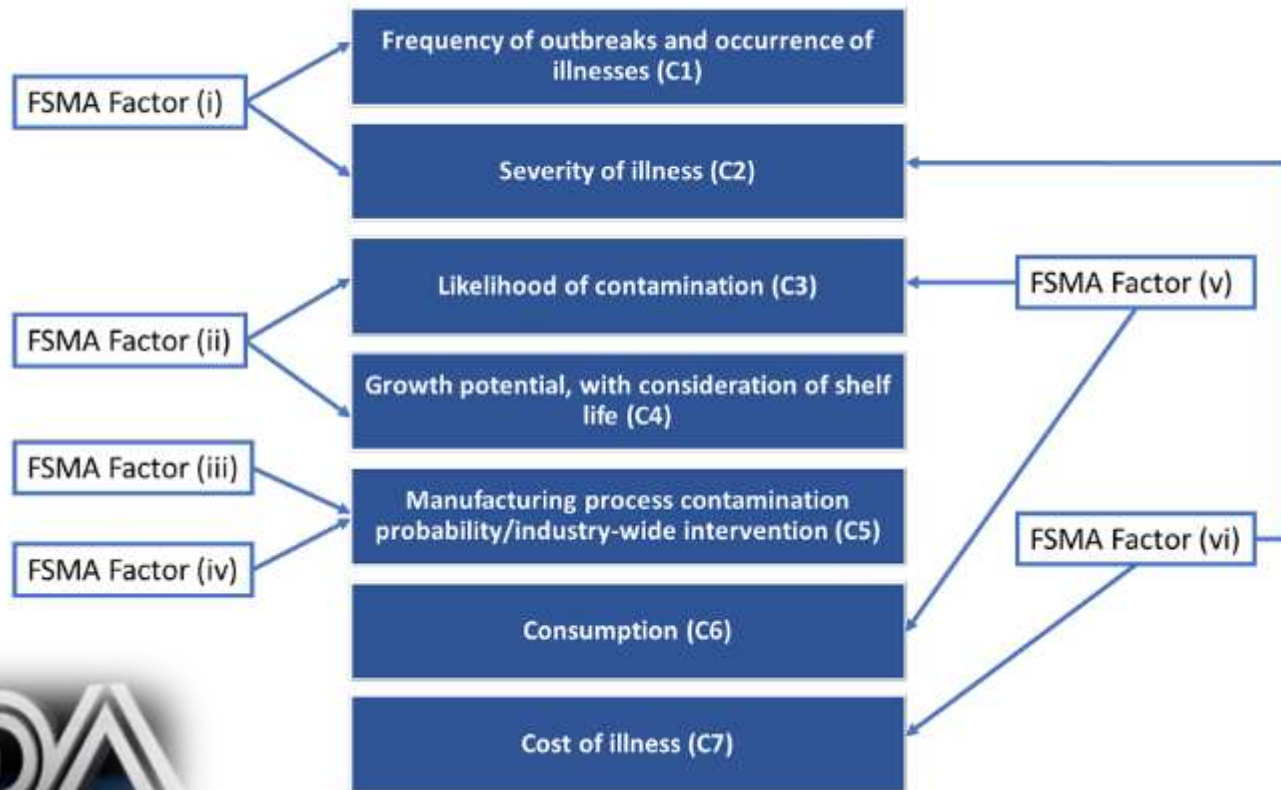 Frequency of outbreaks and occurrence of
illnesses (C1)
FSMA Factor (i)
Severity of illness (C2)
Likelihood of contamination (C3)
FSMA Factor (v)
FSMA Factor (ii)
Growth potential, with consideration of shelf
life (C4)
FSMA Factor (iii)
Manufacturing process contamination
probability/industry-wide intervention (C5)
FSMA Factor (vi)
FSMA Factor (iv)
Consumption (C6)
Cost of illness (C7)